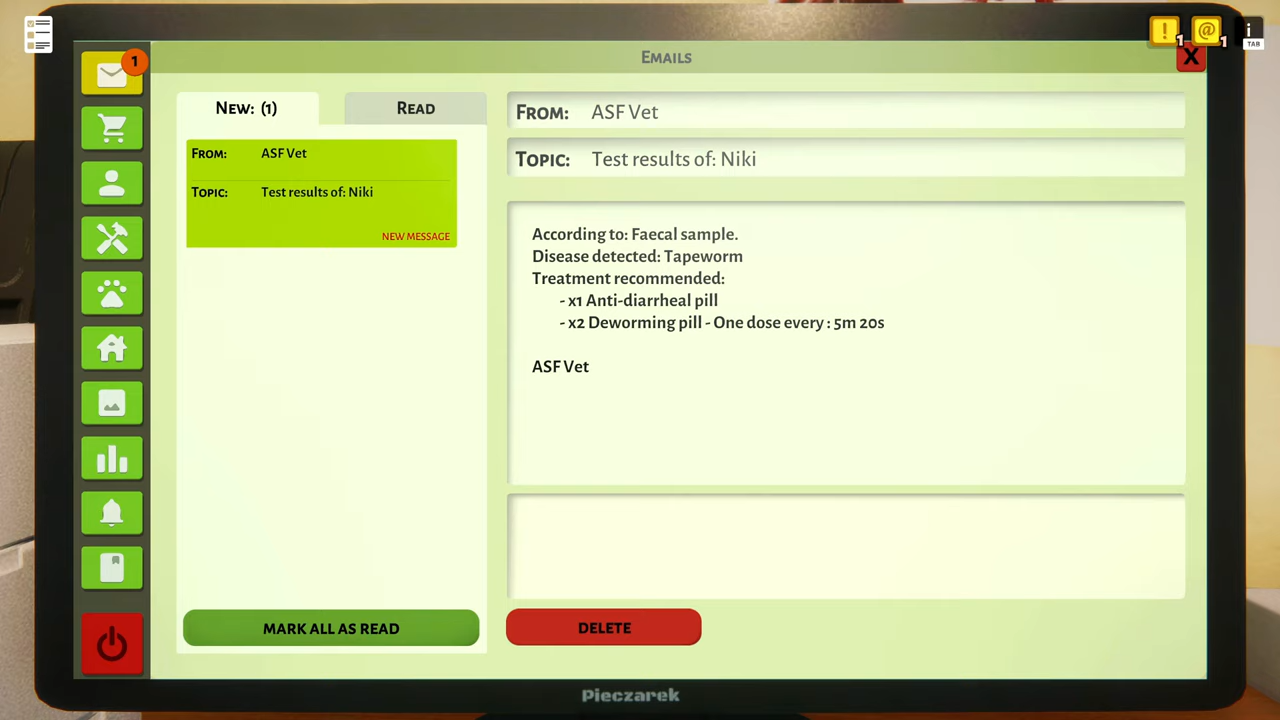 ! 1 @ 1 i
TAB
Emails
X
1
New: (1)
Read
From: ASF Vet
Topic: Test results of: Niki
NEW MESSAGE
MARK ALL AS READ
From: ASF Vet
Topic: Test results of: Niki
According to: Faecal sample.
Disease detected: Tapeworm
Treatment recommended:
- x1 Anti-diarrheal pill
- x2 Deworming pill - One dose every : 5m 20s
ASF Vet
DELETE
Pieczarek